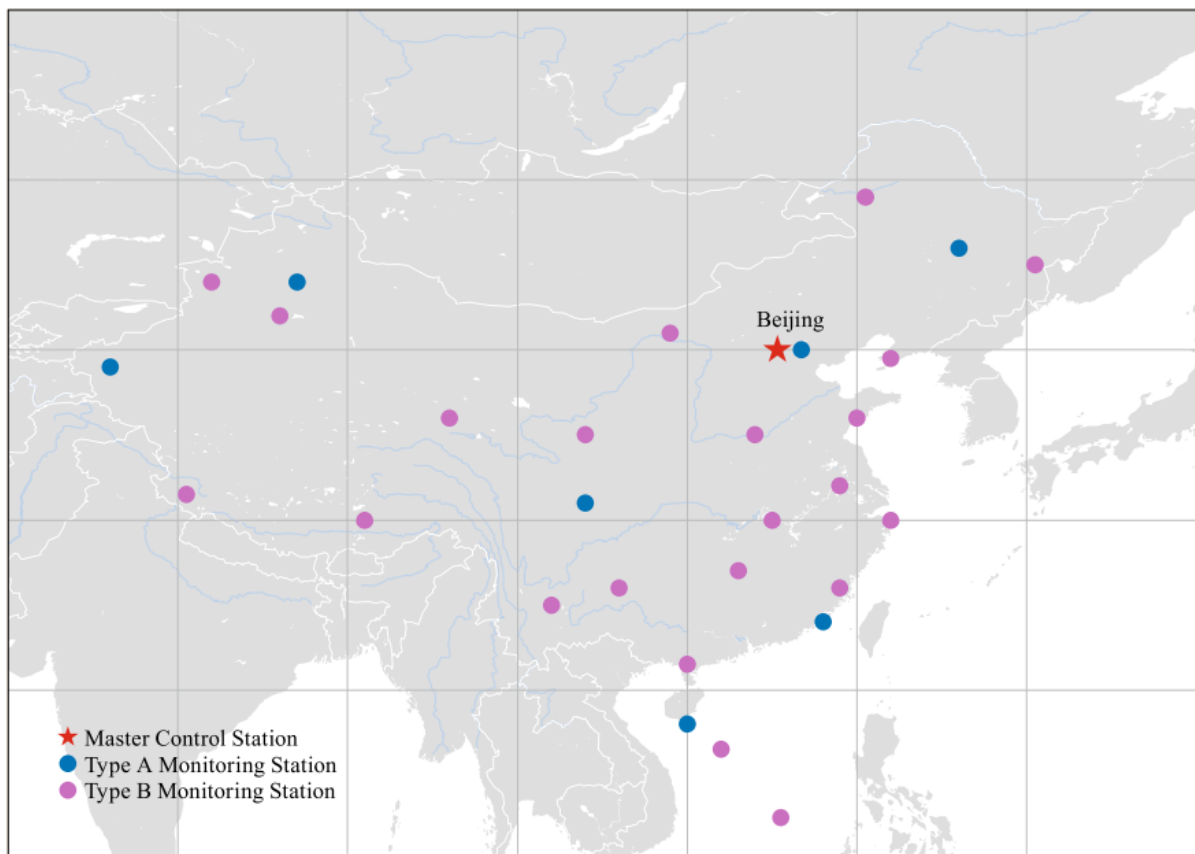 Beijing
Master Control Station
Type A Monitoring Station
Type B Monitoring Station